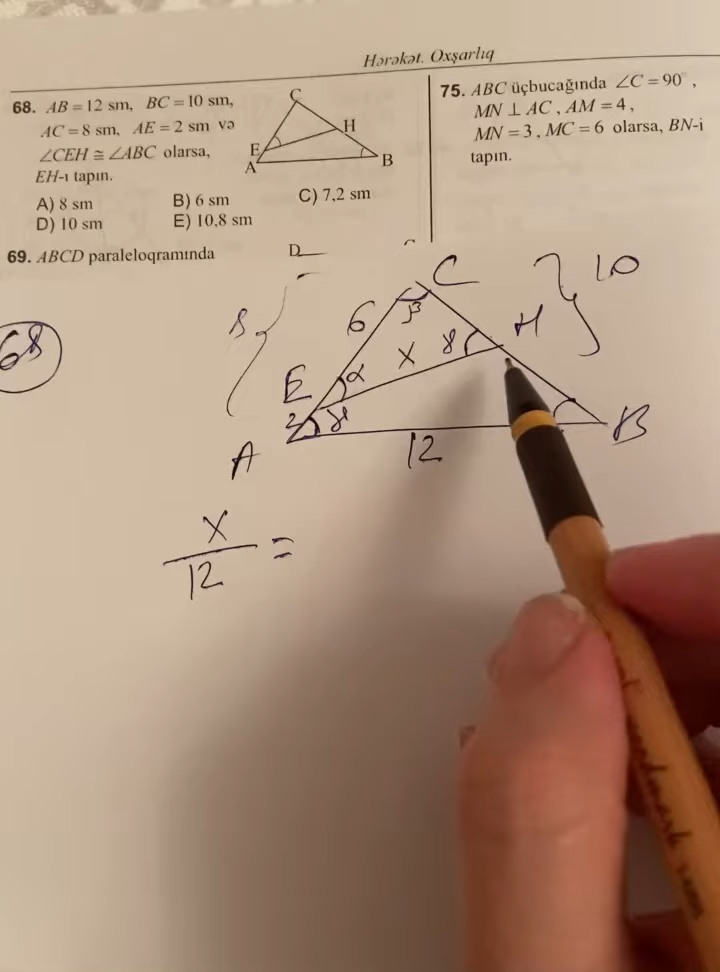 Hərəkət. Oxşarlıq
68. AB = 12 sm, BC = 10 sm,
AC = 8 sm, AE = 2 sm və
∠CEH ≅ ∠ABC olarsa,
EH-ı tapın.
C
H
E
A
B
A) 8 sm B) 6 sm C) 7,2 sm
D) 10 sm E) 10,8 sm
69. ABCD paraleloqramında
D
75. ABC üçbucağında ∠C = 90°,
MN ⊥ AC, AM = 4,
MN = 3, MC = 6 olarsa, BN-i
tapın.
68
8
6
C
β
10
H
γ
x
E
α
2
γ
A
12
B
x
12
=